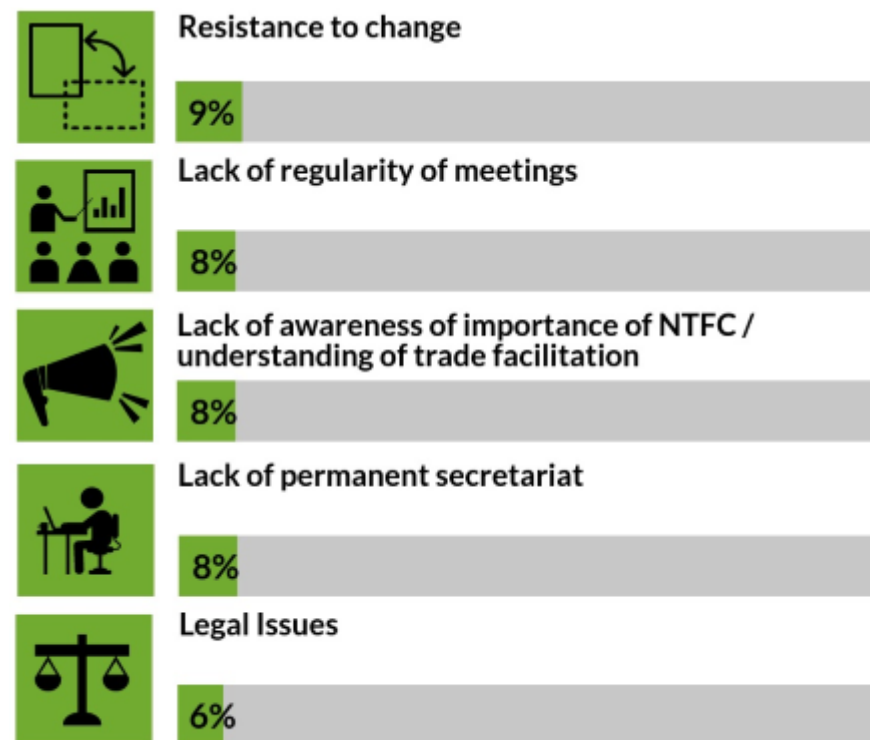 Resistance to change
9%
Lack of regularity of meetings
8%
Lack of awareness of importance of NTFC /
understanding of trade facilitation
8%
Lack of permanent secretariat
8%
Legal Issues
6%